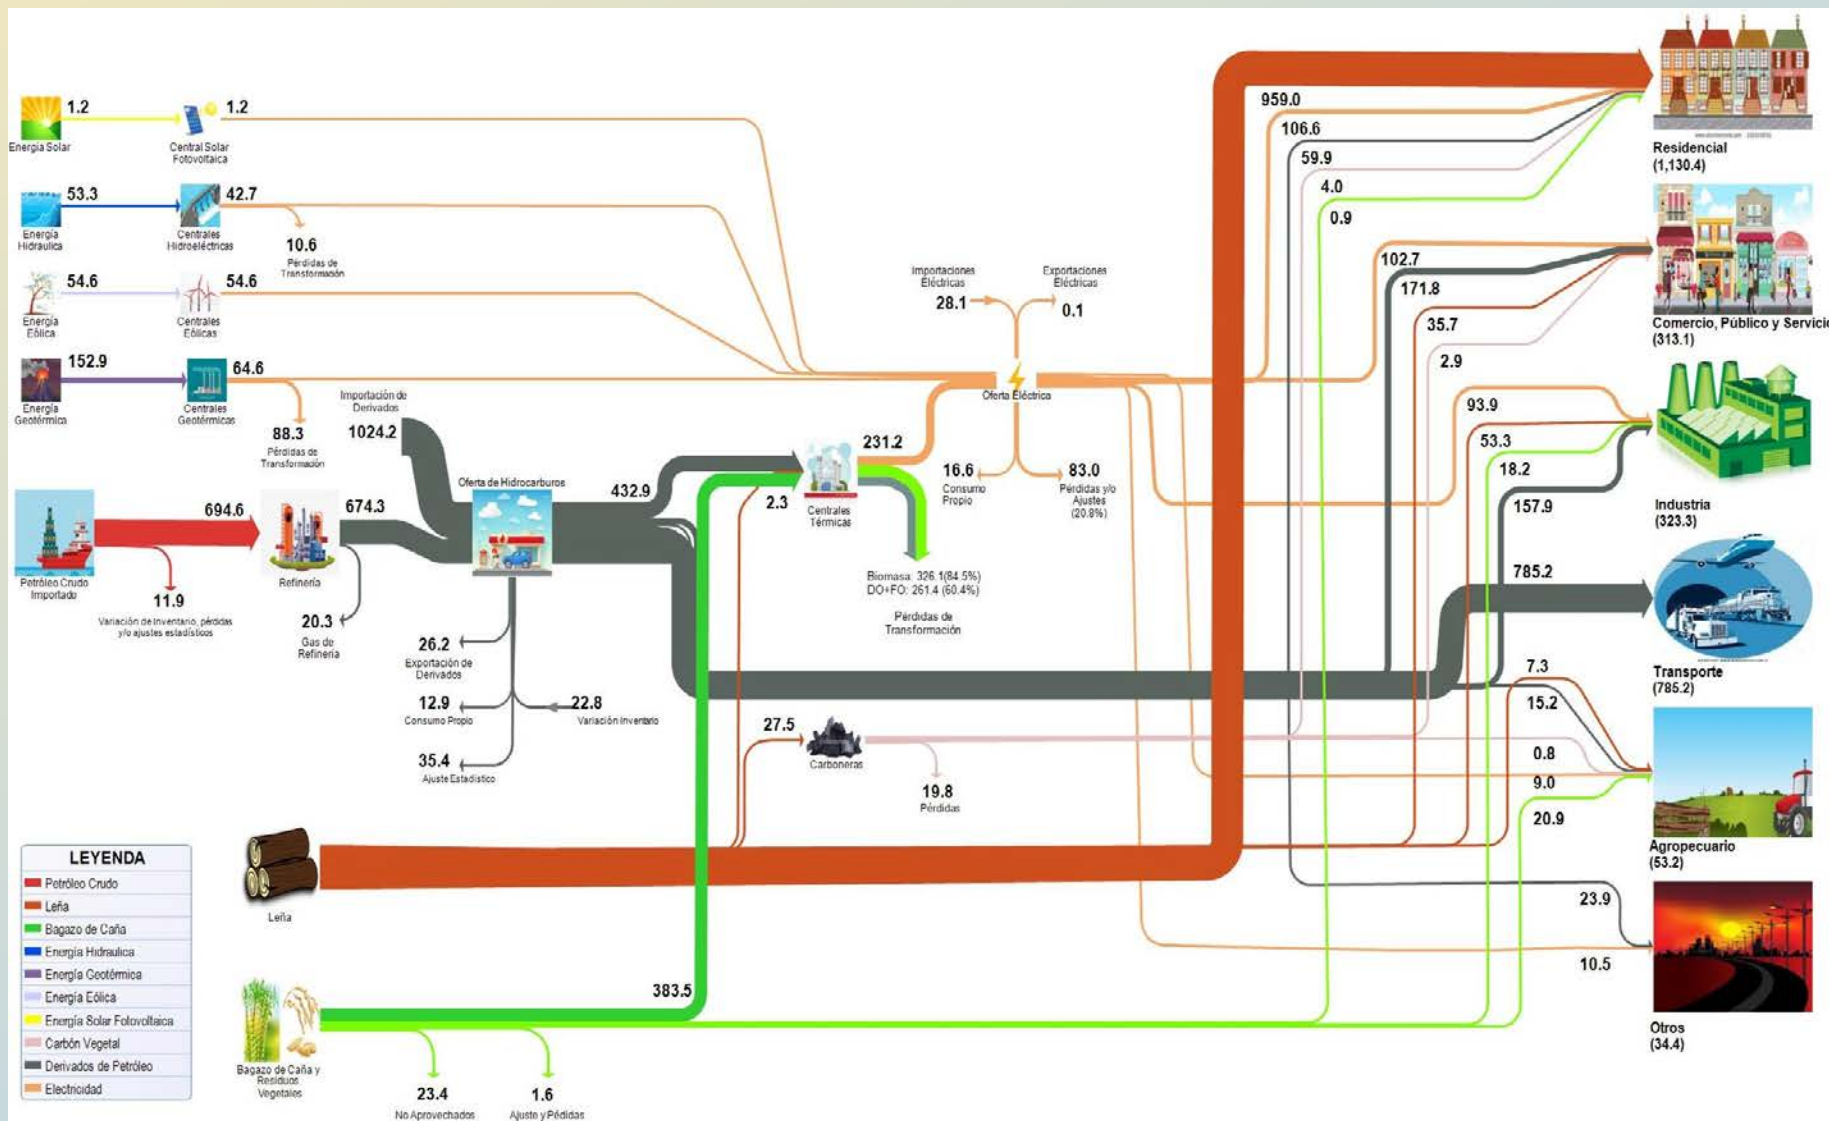 1.2
Energía Solar
1.2
Central Solar
Fotovoltaica
53.3
Energía
Hidraulica
42.7
Centrales
Hidroeléctricas
10.6
Pérdidas de
Transformación
54.6
Energía
Eólica
54.6
Centrales
Eólicas
152.9
Energía
Geotérmica
64.6
Centrales
Geotérmicas
88.3
Pérdidas de
Transformación
Importación de
Derivados
1024.2
694.6
Petróleo Crudo
Importado
11.9
Variación de Inventario, pérdidas
y/o ajustes estadísticos
Refinería
674.3
20.3
Gas de
Refinería
Oferta de Hidrocarburos
432.9
26.2
Exportación de
Derivados
12.9
Consumo Propio
22.8
Variación Inventario
35.4
Ajuste Estadístico
2.3
Centrales
Térmicas
231.2
Biomasa: 326.1(84.5%)
DO+FO: 261.4 (60.4%)
Pérdidas de
Transformación
Importaciones
Eléctricas
28.1
Exportaciones
Eléctricas
0.1
Oferta Eléctrica
16.6
Consumo
Propio
83.0
Pérdidas y/o
Ajustes
(20.8%)
27.5
Carboneras
19.8
Pérdidas
Leña
383.5
Bagazo de Caña y
Residuos
Vegetales
23.4
No Aprovechados
1.6
Ajuste y Pédidas
959.0
106.6
59.9
4.0
0.9
Residencial
(1,130.4)
102.7
171.8
35.7
2.9
Comercio, Público y Servicio
(313.1)
93.9
53.3
18.2
157.9
Industria
(323.3)
785.2
Transporte
(785.2)
7.3
15.2
0.8
9.0
20.9
Agropecuario
(53.2)
23.9
10.5
Otros
(34.4)
LEYENDA
Petróleo Crudo
Leña
Bagazo de Caña
Energía Hidraulica
Energía Geotérmica
Energía Eólica
Energía Solar Fotovoltaica
Carbón Vegetal
Derivados de Petróleo
Electricidad